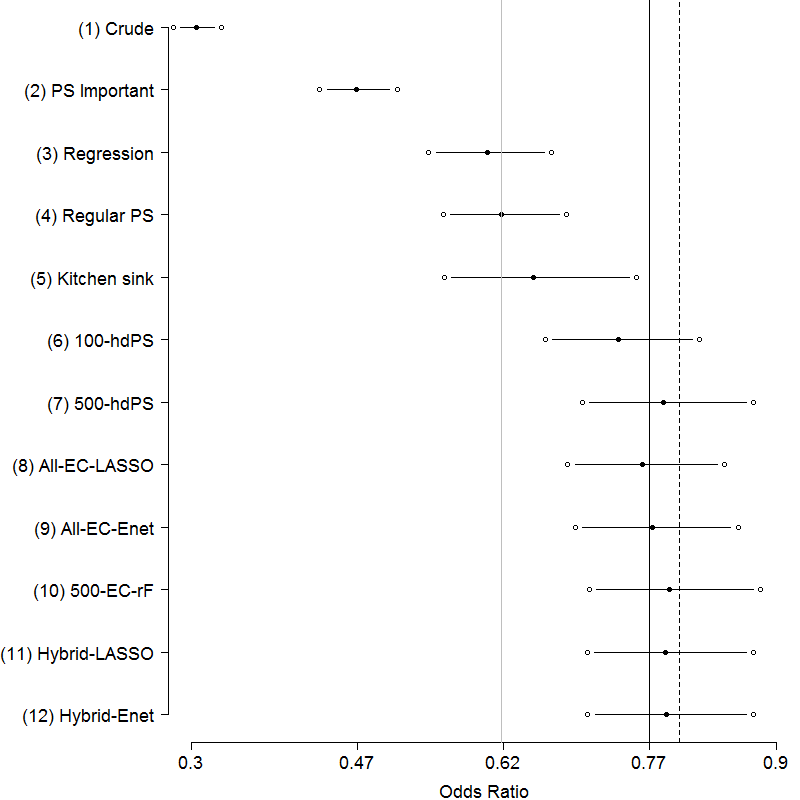 (1) Crude
(2) PS Important
(3) Regression
(4) Regular PS
(5) Kitchen sink
(6) 100-hdPS
(7) 500-hdPS
(8) All-EC-LASSO
(9) All-EC-Enet
(10) 500-EC-rF
(11) Hybrid-LASSO
(12) Hybrid-Enet
0.3 0.47 0.62 0.77 0.9
Odds Ratio